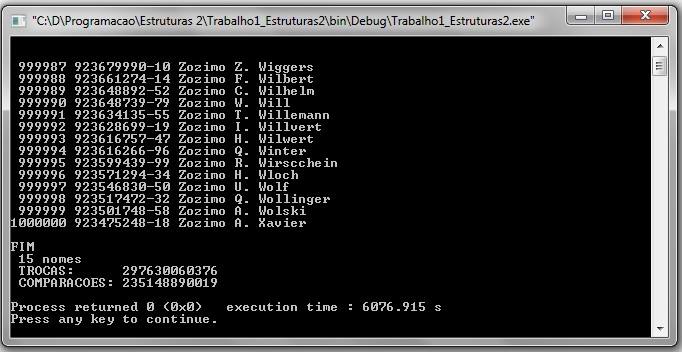 "C:\D\Programacao\Estruturas 2\Trabalho1_Estruturas2\bin\Debug\Trabalho1_Estruturas2.exe"
999987 923679990-10 Zozimo Z. Wiggers
999988 923661274-14 Zozimo F. Wilbert
999989 923648892-52 Zozimo C. Wilhelm
999990 923648739-79 Zozimo W. Will
999991 923634135-55 Zozimo T. Willemann
999992 923628699-19 Zozimo I. Willvert
999993 923616757-47 Zozimo H. Wilwert
999994 923616266-96 Zozimo Q. Winter
999995 923599439-99 Zozimo R. Wirscchein
999996 923571294-34 Zozimo H. Wloch
999997 923546830-50 Zozimo U. Wolf
999998 923517472-32 Zozimo Q. Wollinger
999999 923501748-58 Zozimo A. Wolski
1000000 923475248-18 Zozimo A. Xavier
FIM
15 nomes
TROCAS: 297630060376
COMPARACOES: 235148890019
Process returned 0 (0x0) execution time : 6076.915 s
Press any key to continue.